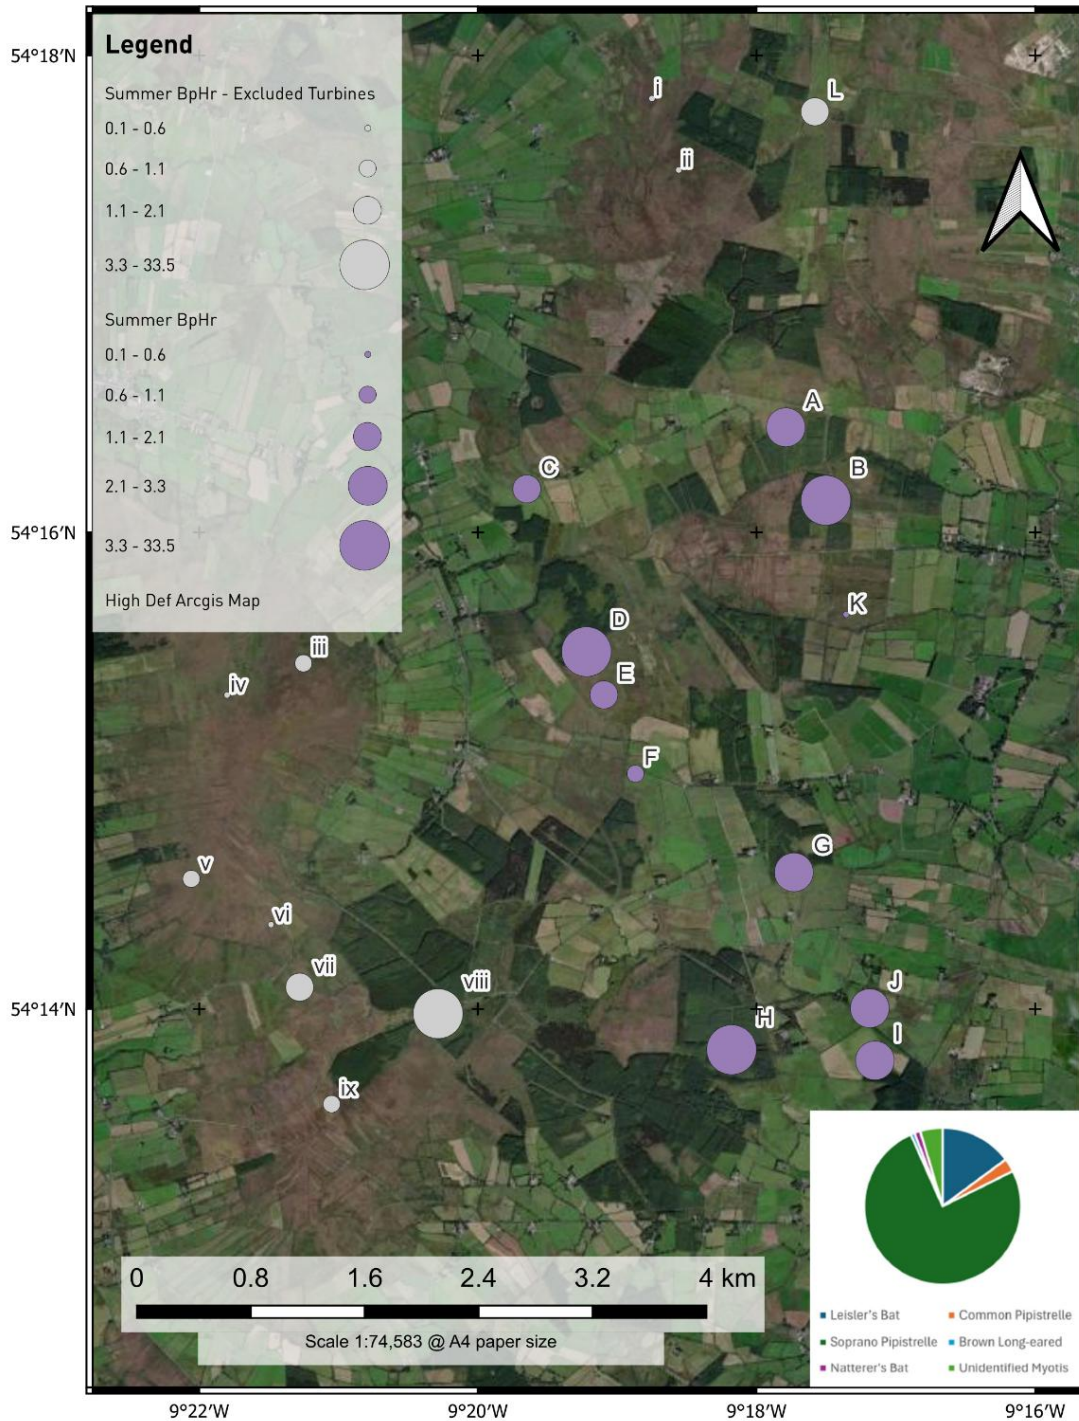 Legend
Summer BpHr - Excluded Turbines
0.1 - 0.6
0.6 - 1.1
1.1 - 2.1
3.3 - 33.5
Summer BpHr
0.1 - 0.6
0.6 - 1.1
1.1 - 2.1
2.1 - 3.3
3.3 - 33.5
High Def Arcgis Map
54°18'N
i
L
ii
A
C
B
54°16'N
K
D
iii
E
iv
F
G
v
vi
vii
viii
J
54°14'N
H
I
ix
0 0.8 1.6 2.4 3.2 4 km
Scale 1:74,583 @ A4 paper size
Leisler's Bat Common Pipistrelle
Soprano Pipistrelle Brown Long-eared
Natterer's Bat Unidentified Myotis
9°22'W 9°20'W 9°18'W 9°16'W